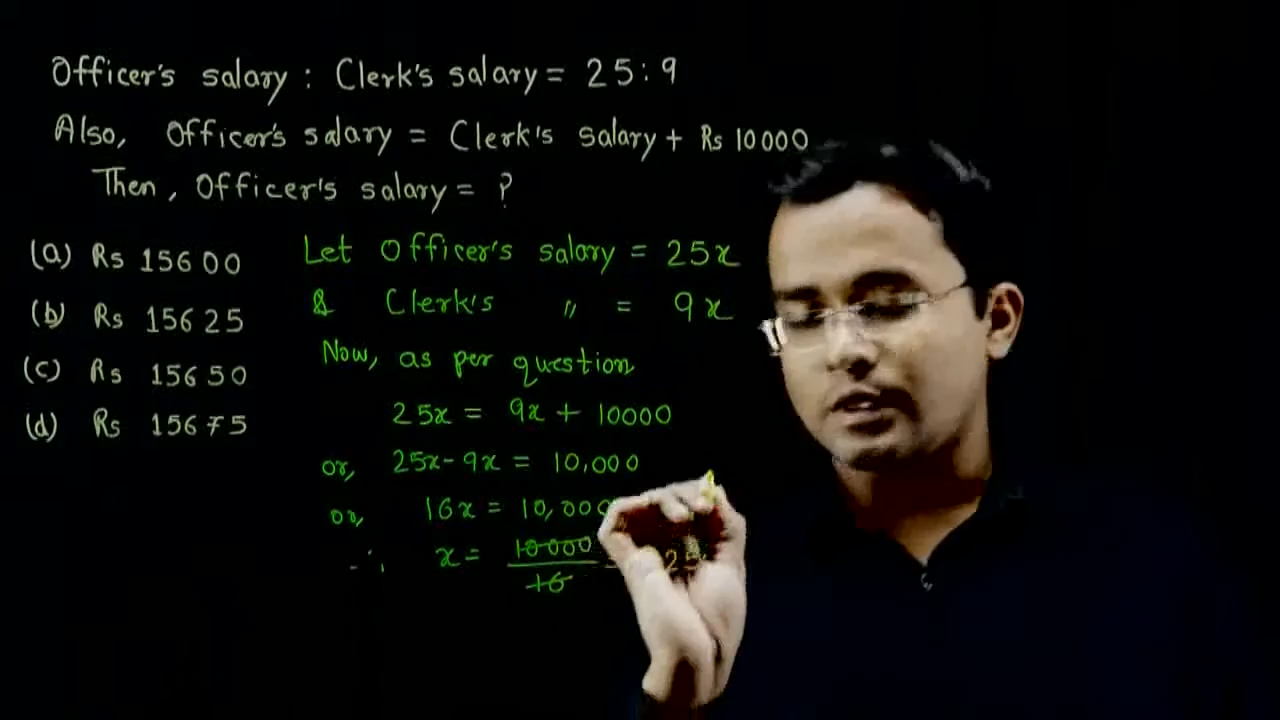 Officer's salary : Clerk's salary = 25 : 9
Also, Officer's salary = Clerk's salary + Rs 10000
Then, Officer's salary = ?
(a) Rs 15600
(b) Rs 15625
(c) Rs 15650
(d) Rs 15675
Let Officer's salary = 25x
& Clerk's " = 9x
Now, as per question
25x = 9x + 10000
or, 25x - 9x = 10,000
or, 16x = 10,000
∴ x = 10000
16